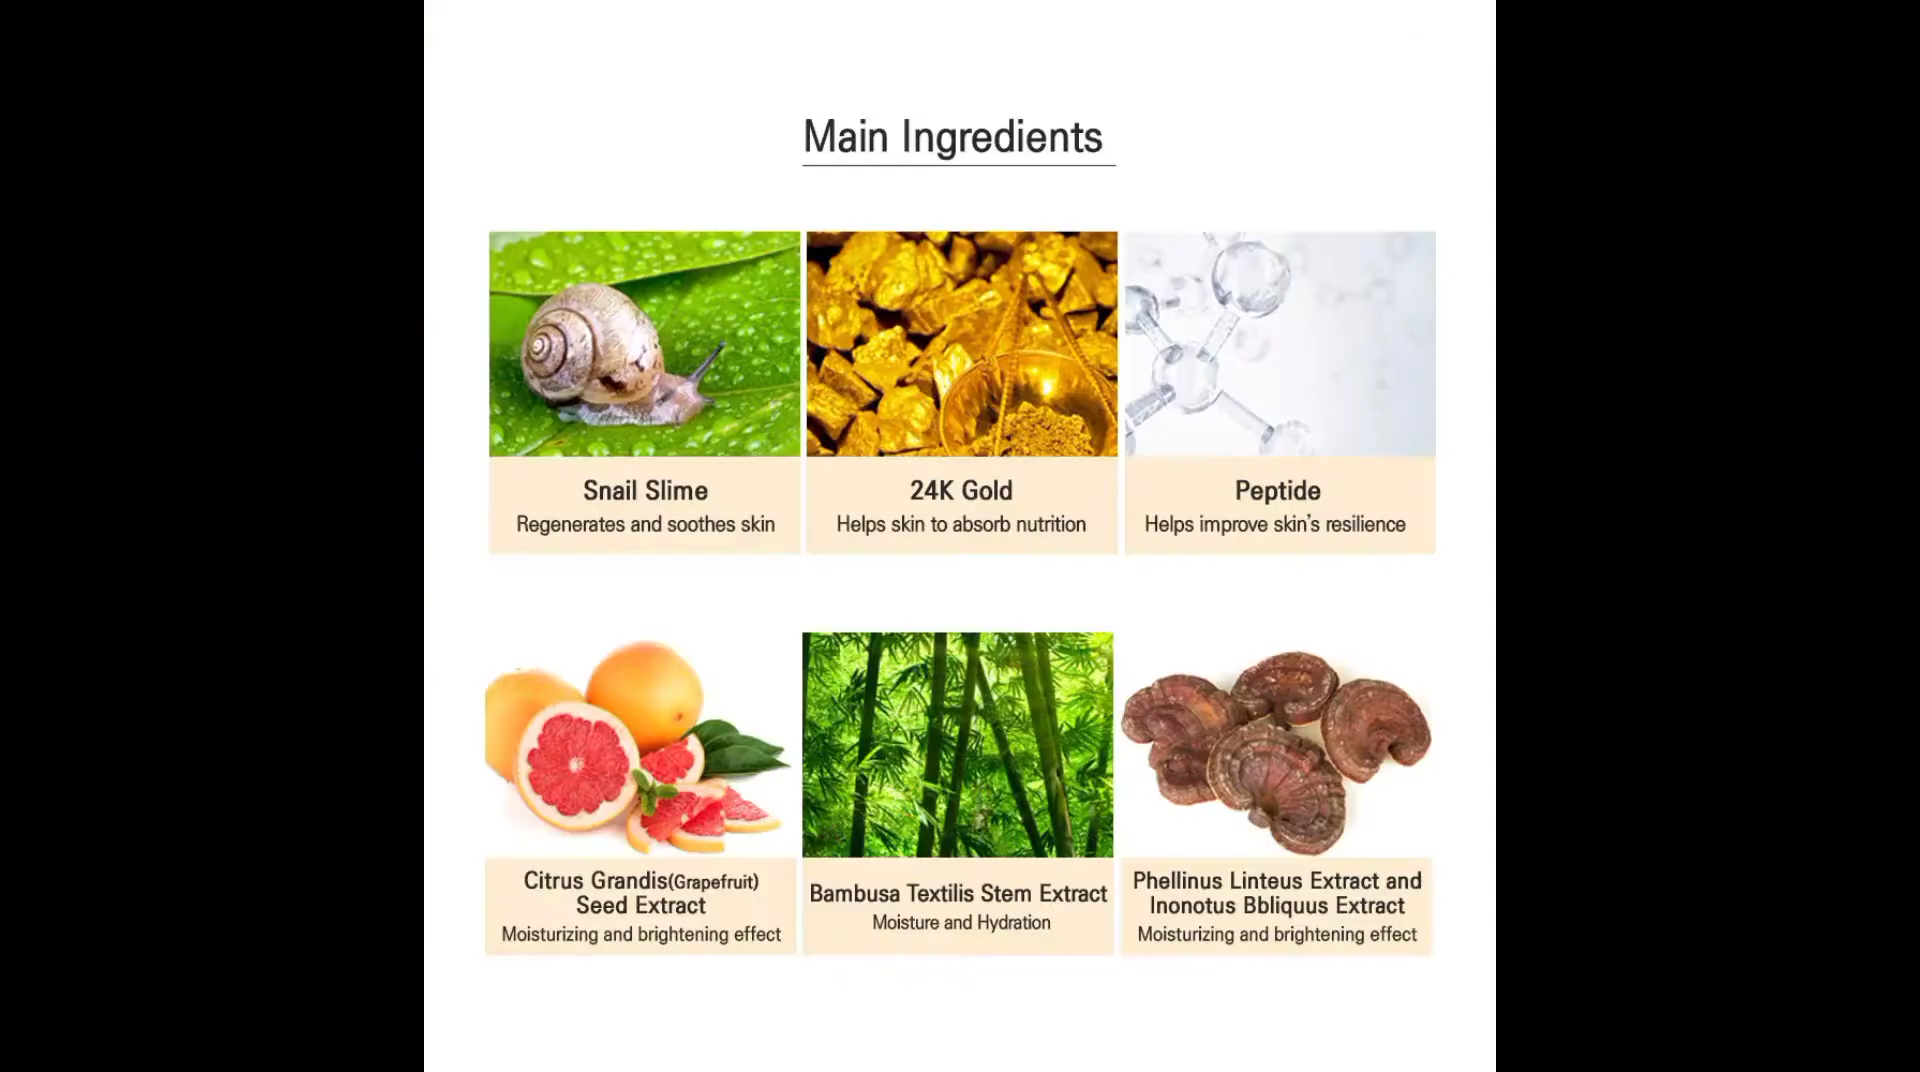 Main Ingredients
Snail Slime
Regenerates and soothes skin
24K Gold
Helps skin to absorb nutrition
Peptide
Helps improve skin's resilience
Citrus Grandis(Grapefruit)
Seed Extract
Moisturizing and brightening effect
Bambusa Textilis Stem Extract
Moisture and Hydration
Phellinus Linteus Extract and
Inonotus Bbliquus Extract
Moisturizing and brightening effect